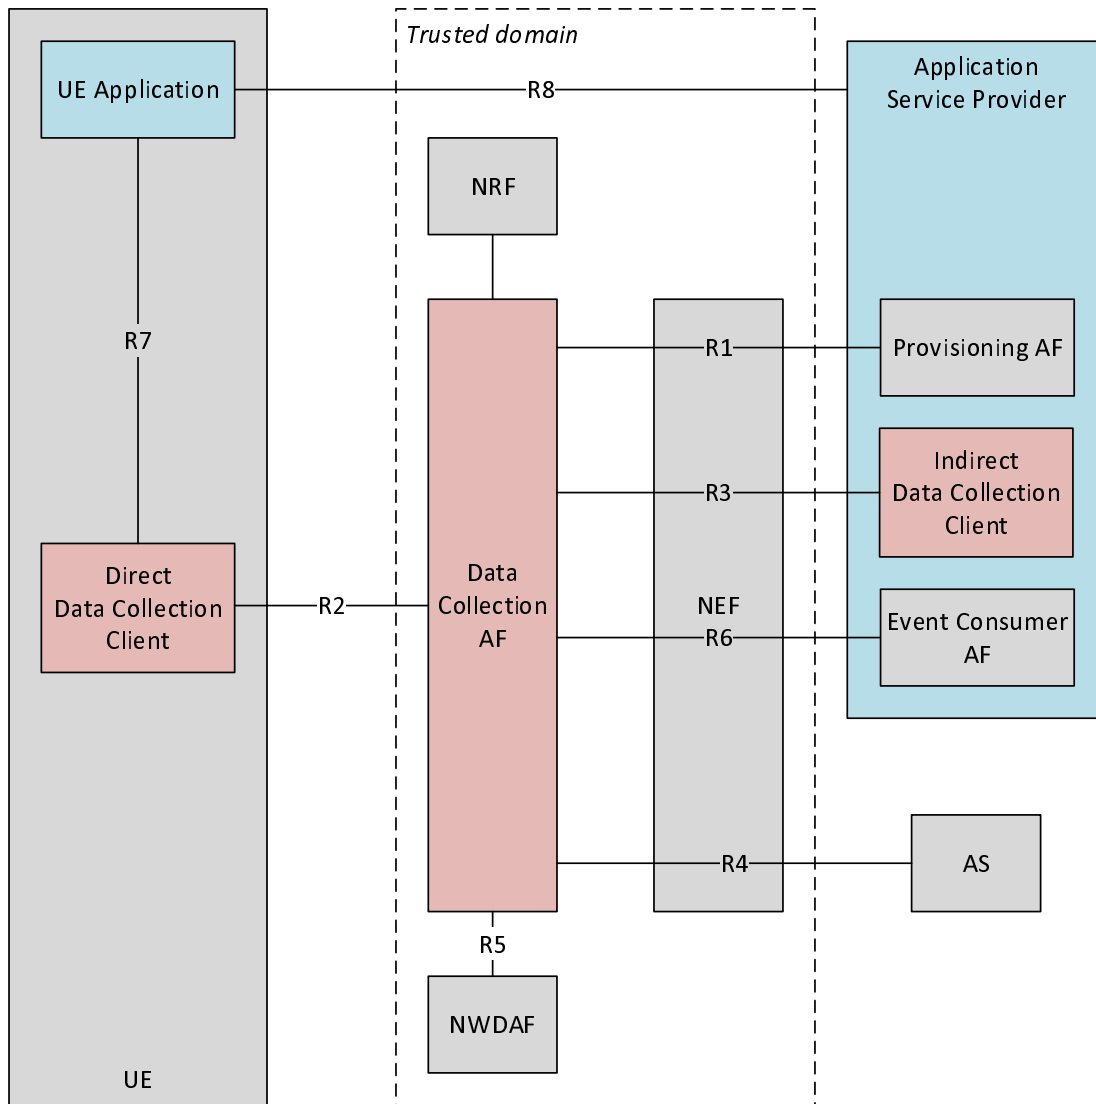 Trusted domain
UE Application
R8
Application
Service Provider
NRF
R7
R1
Provisioning AF
R3
Indirect
Data Collection
Client
Direct
Data Collection
Client
R2
Data
Collection
AF
NEF
R6
Event Consumer
AF
R4
AS
R5
NWDAF
UE